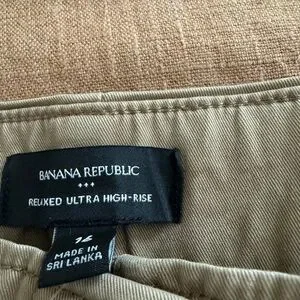 BANANA REPUBLIC
RELAXED ULTRA HIGH-RISE
14
MADE IN
SRI LANKA